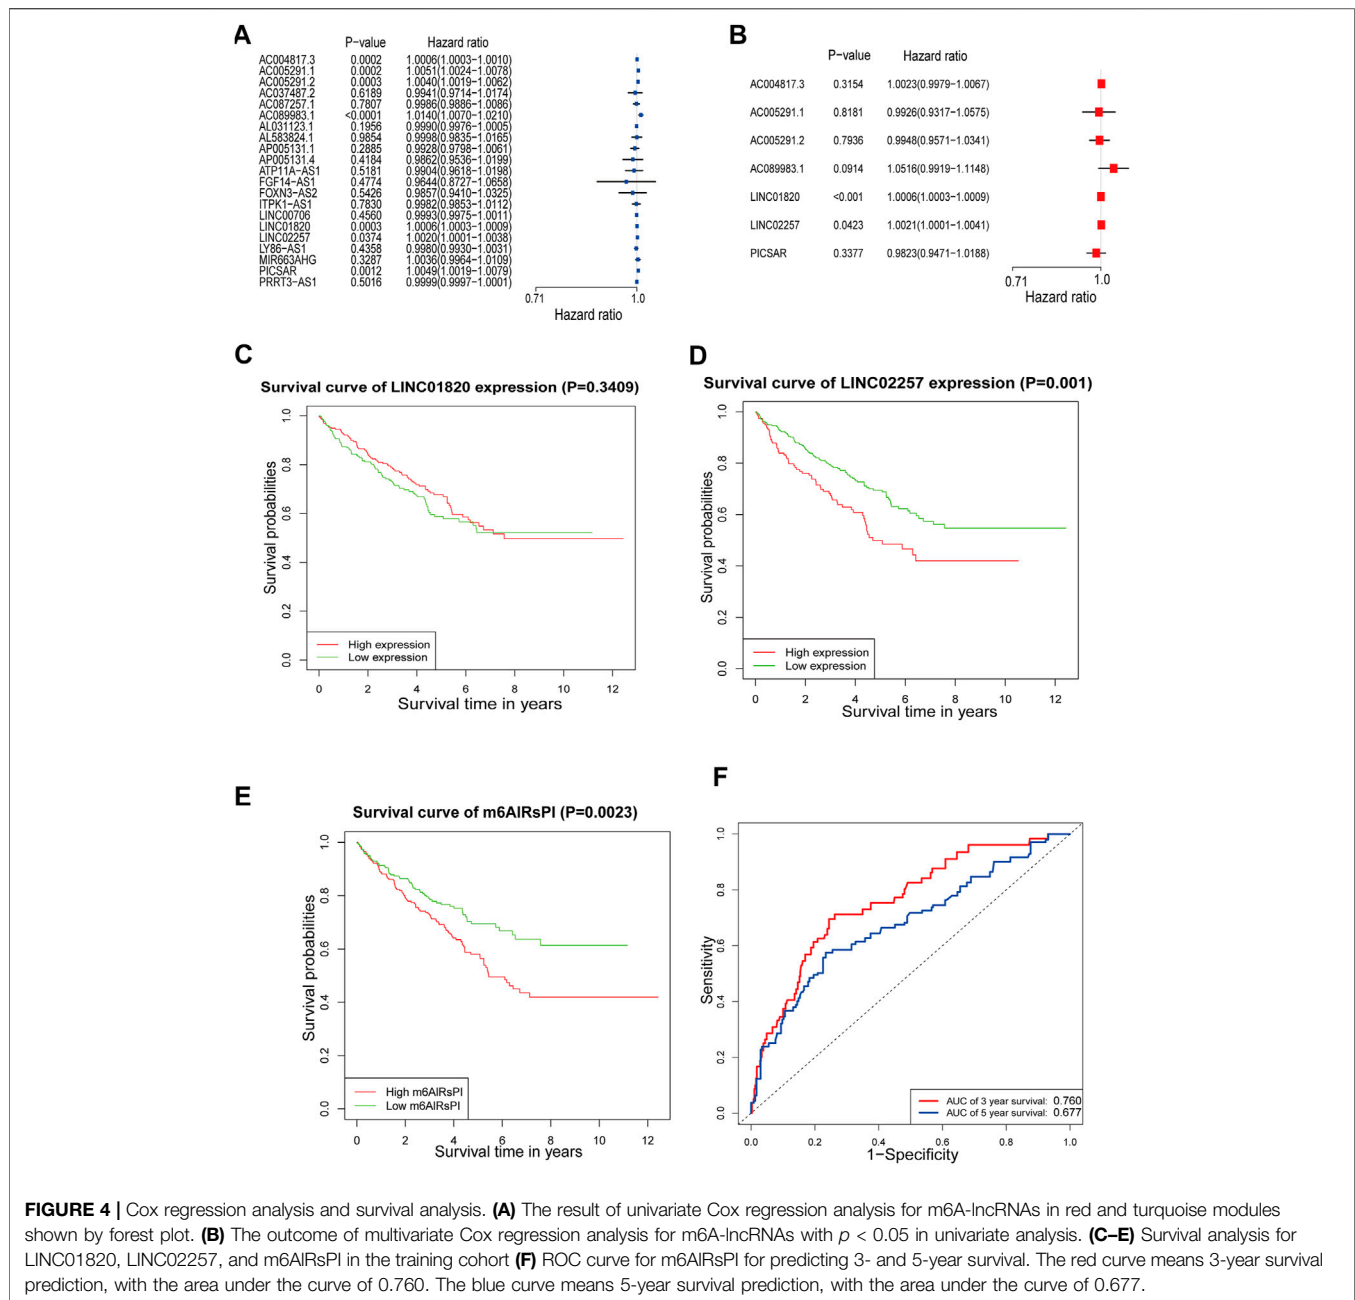 A
P-value Hazard ratio
AC004817.3 0.0002 1.0006(1.0003-1.0010)
AC005291.1 0.0002 1.0051(1.0024-1.0078)
AC005291.2 0.0003 1.0040(1.0019-1.0062)
AC037487.2 0.6189 0.9941(0.9714-1.0174)
AC087257.1 0.7807 0.9986(0.9886-1.0086)
AC089983.1 <0.0001 1.0140(1.0070-1.0210)
AL031123.1 0.1956 0.9990(0.9976-1.0005)
AL583824.1 0.9854 0.9998(0.9835-1.0165)
AP005131.1 0.2885 0.9928(0.9798-1.0061)
AP005131.4 0.4184 0.9862(0.9536-1.0199)
ATP11A-AS1 0.5181 0.9904(0.9618-1.0198)
FGF14-AS1 0.4774 0.9644(0.8727-1.0658)
FOXN3-AS2 0.5426 0.9857(0.9410-1.0325)
ITPK1-AS1 0.7830 0.9982(0.9853-1.0112)
LINC00706 0.4560 0.9993(0.9975-1.0011)
LINC01820 0.0003 1.0006(1.0003-1.0009)
LINC02257 0.0374 1.0020(1.0001-1.0038)
LY86-AS1 0.4358 0.9980(0.9930-1.0031)
MIR663AHG 0.3287 1.0036(0.9964-1.0109)
PICSAR 0.0012 1.0049(1.0019-1.0079)
PRRT3-AS1 0.5016 0.9999(0.9997-1.0001)
0.71 1.0
Hazard ratio
B
P-value Hazard ratio
AC004817.3 0.3154 1.0023(0.9979-1.0067)
AC005291.1 0.8181 0.9926(0.9317-1.0575)
AC005291.2 0.7936 0.9948(0.9571-1.0341)
AC089983.1 0.0914 1.0516(0.9919-1.1148)
LINC01820 <0.001 1.0006(1.0003-1.0009)
LINC02257 0.0423 1.0021(1.0001-1.0041)
PICSAR 0.3377 0.9823(0.9471-1.0188)
0.71 1.0
Hazard ratio
C
Survival curve of LINC01820 expression (P=0.3409)
Survival probabilities
1.0
0.8
0.6
0.4
0.2
0.0
High expression
Low expression
0 2 4 6 8 10 12
Survival time in years
D
Survival curve of LINC02257 expression (P=0.001)
Survival probabilities
1.0
0.8
0.6
0.4
0.2
0.0
High expression
Low expression
0 2 4 6 8 10 12
Survival time in years
E
Survival curve of m6AlRsPI (P=0.0023)
Survival probabilities
1.0
0.8
0.6
0.4
0.2
0.0
High m6AlRsPI
Low m6AlRsPI
0 2 4 6 8 10 12
Survival time in years
F
Sensitivity
1.0
0.8
0.6
0.4
0.2
0.0
AUC of 3 year survival: 0.760
AUC of 5 year survival: 0.677
0.0 0.2 0.4 0.6 0.8 1.0
1-Specificity
FIGURE 4 | Cox regression analysis and survival analysis. (A) The result of univariate Cox regression analysis for m6A-lncRNAs in red and turquoise modules
shown by forest plot. (B) The outcome of multivariate Cox regression analysis for m6A-lncRNAs with p < 0.05 in univariate analysis. (C–E) Survival analysis for
LINC01820, LINC02257, and m6AlRsPI in the training cohort (F) ROC curve for m6AlRsPI for predicting 3- and 5-year survival. The red curve means 3-year survival
prediction, with the area under the curve of 0.760. The blue curve means 5-year survival prediction, with the area under the curve of 0.677.